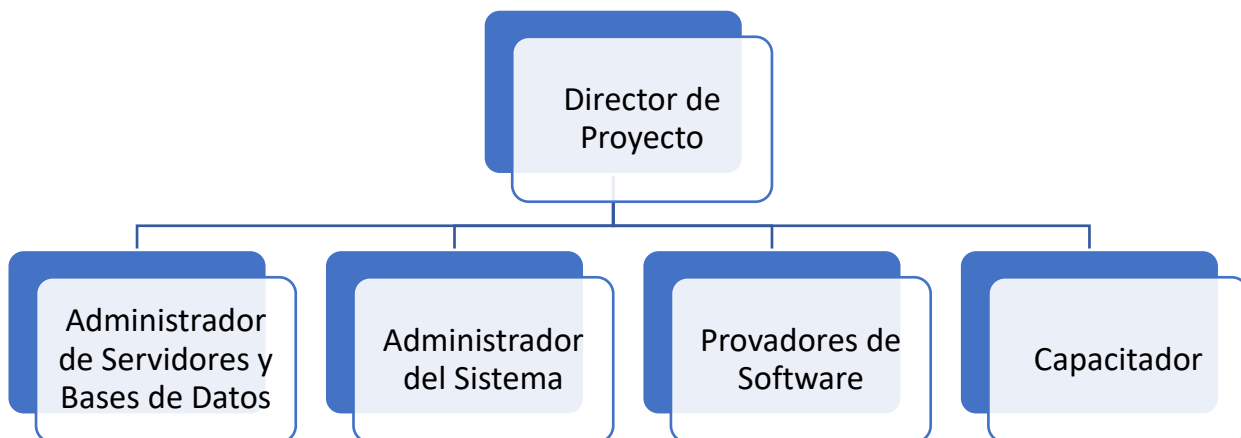 Director de
Proyecto
Administrador
de Servidores y
Bases de Datos
Administrador
del Sistema
Provadores de
Software
Capacitador